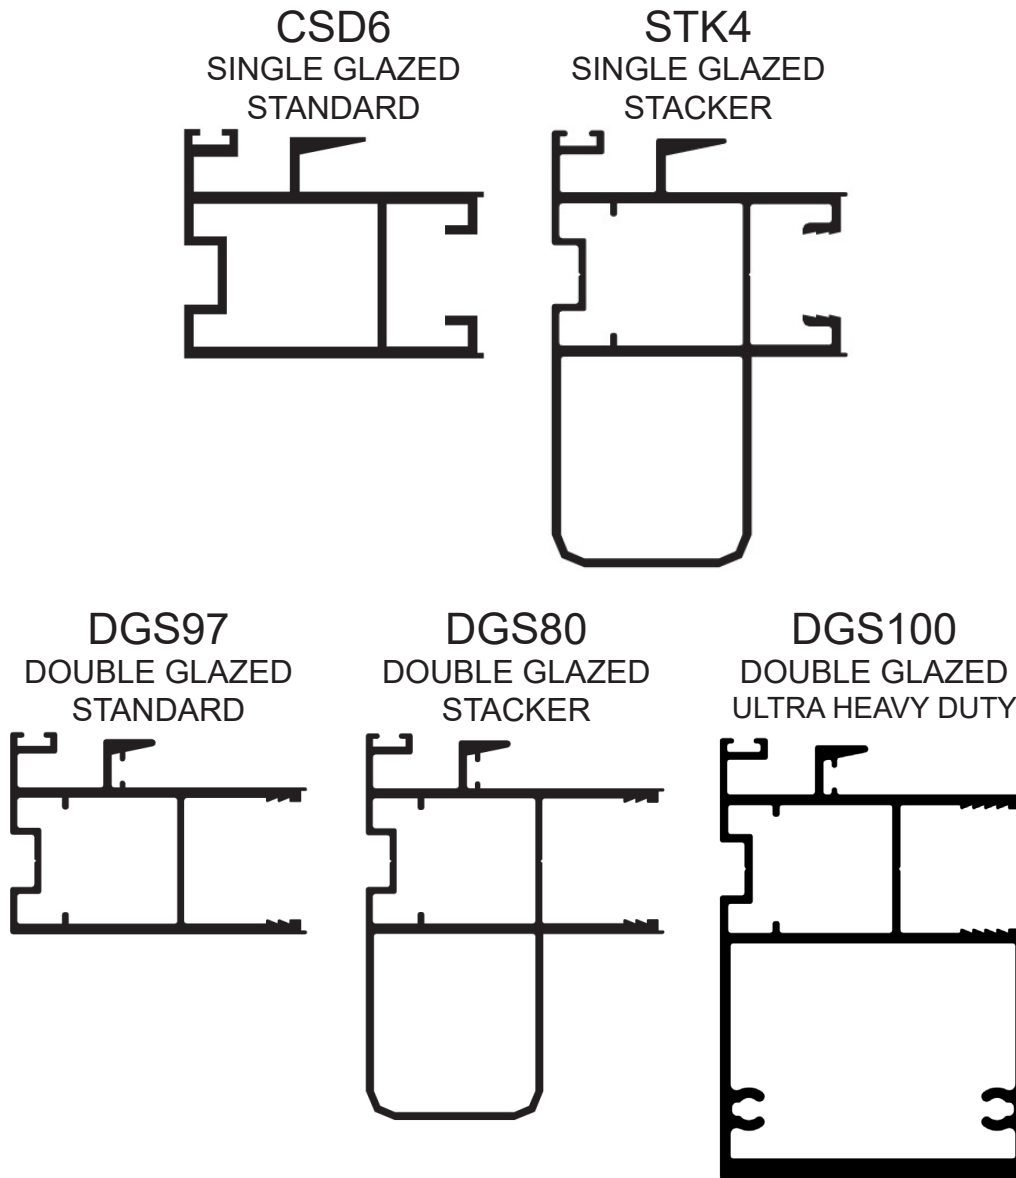 CSD6
SINGLE GLAZED
STANDARD
STK4
SINGLE GLAZED
STACKER
DGS97
DOUBLE GLAZED
STANDARD
DGS80
DOUBLE GLAZED
STACKER
DGS100
DOUBLE GLAZED
ULTRA HEAVY DUTY